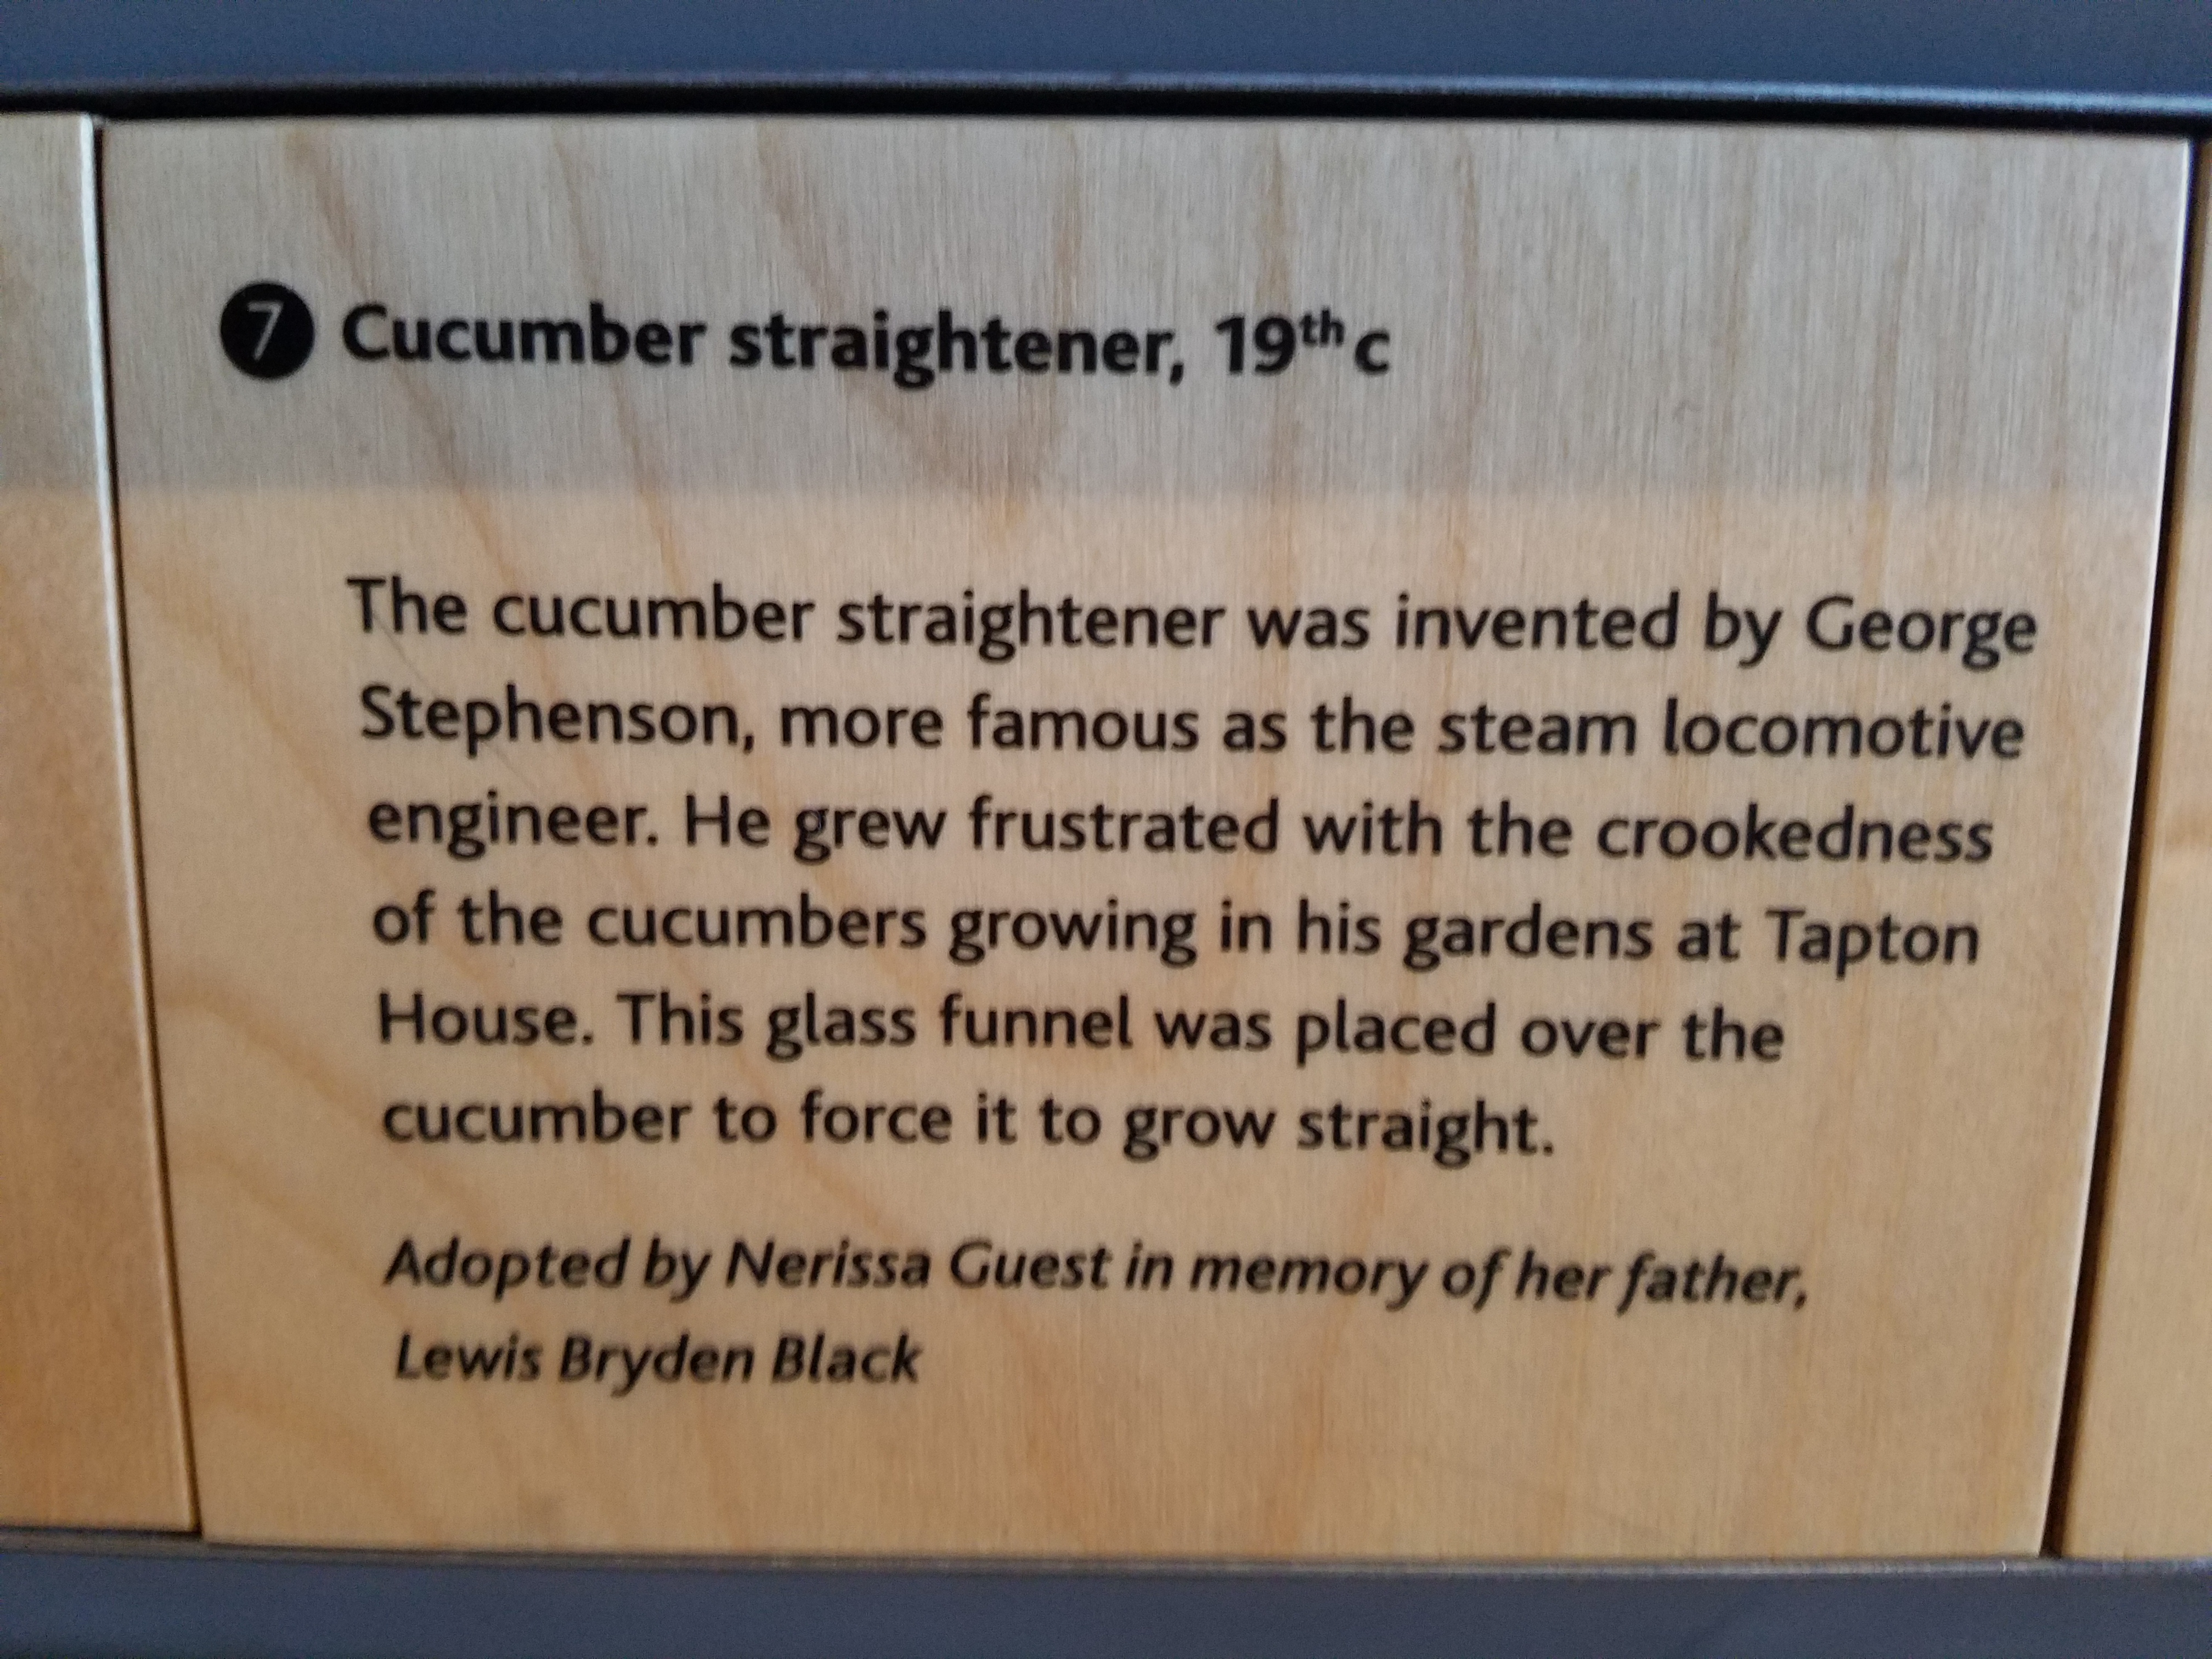 7 Cucumber straightener, 19th c
The cucumber straightener was invented by George
Stephenson, more famous as the steam locomotive
engineer. He grew frustrated with the crookedness
of the cucumbers growing in his gardens at Tapton
House. This glass funnel was placed over the
cucumber to force it to grow straight.
Adopted by Nerissa Guest in memory of her father,
Lewis Bryden Black